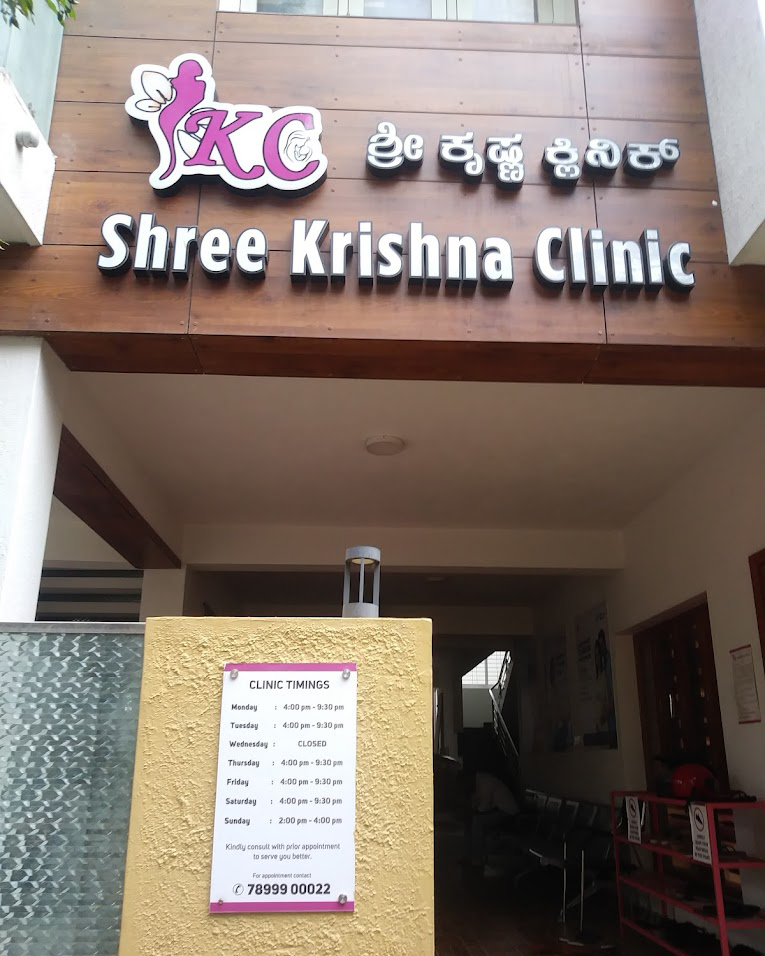 KC
ಶ್ರೀ ಕೃಷ್ಣ ಕ್ಲಿನಿಕ್
Shree Krishna Clinic
CLINIC TIMINGS
Monday : 4:00 pm - 9:30 pm
Tuesday : 4:00 pm - 9:30 pm
Wednesday : CLOSED
Thursday : 4:00 pm - 9:30 pm
Friday : 4:00 pm - 9:30 pm
Saturday : 4:00 pm - 9:30 pm
Sunday : 2:00 pm - 4:00 pm
Kindly consult with prior appointment
to serve you better.
For appointment contact
78999 00022